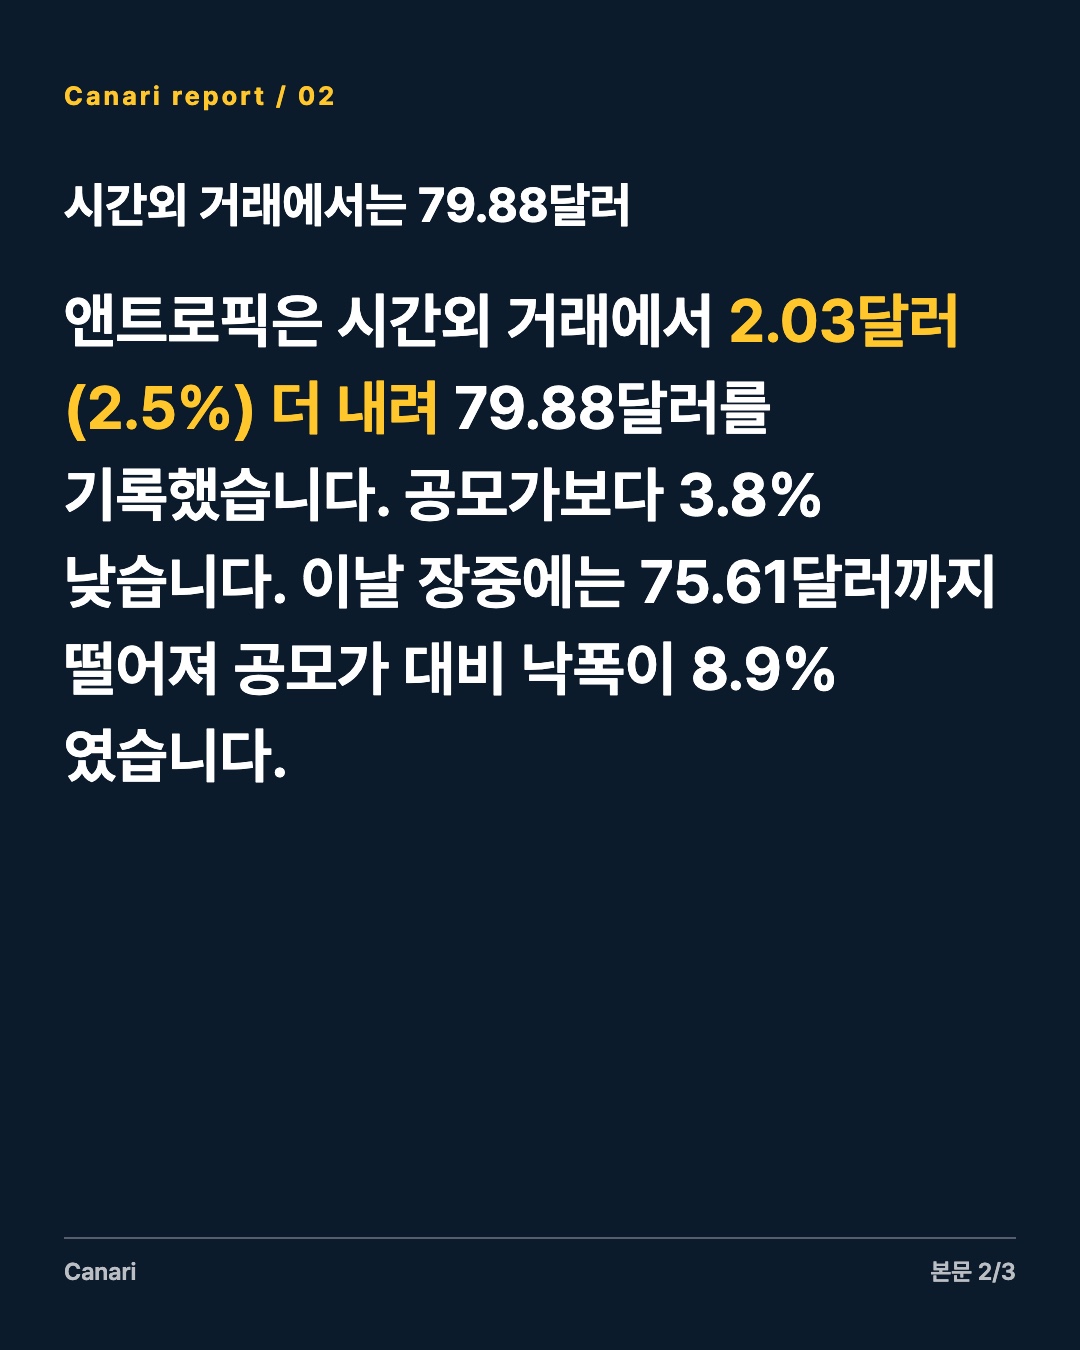 Canari report / 02
시간외 거래에서는 79.88달러
앤트로픽은 시간외 거래에서 2.03달러
(2.5%) 더 내려 79.88달러를
기록했습니다. 공모가보다 3.8%
낮습니다. 이날 장중에는 75.61달러까지
떨어져 공모가 대비 낙폭이 8.9%
였습니다.
Canari
본문 2/3